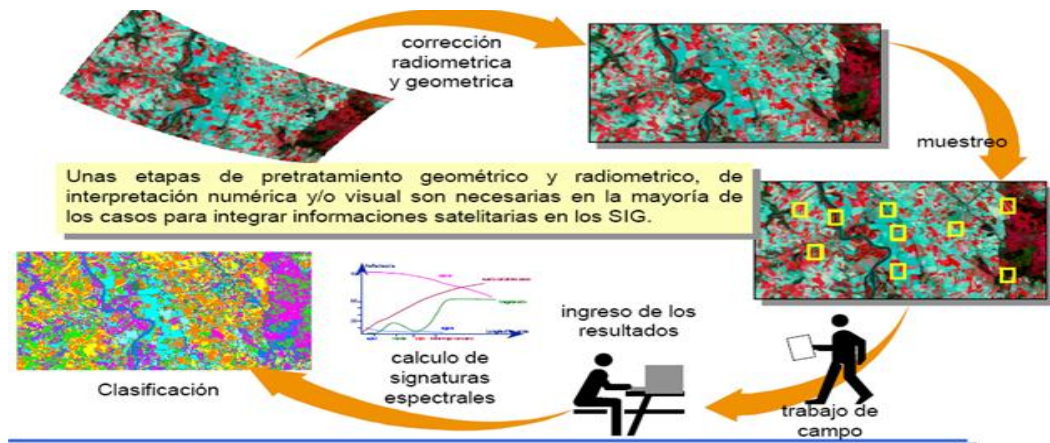 corrección
radiometrica
y geometrica
muestreo
Unas etapas de pretratamiento geométrico y radiometrico, de
interpretación numérica y/o visual son necesarias en la mayoría de
los casos para integrar informaciones satelitarias en los SIG.
ingreso de los
resultados
calculo de
signaturas
espectrales
Clasificación
trabajo de
campo